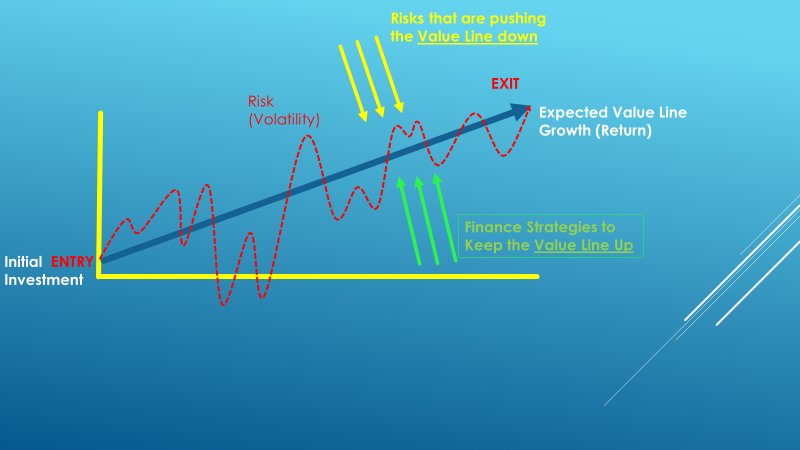 Risks that are pushing
the Value Line down
EXIT
Risk
(Volatility)
Expected Value Line
Growth (Return)
Finance Strategies to
Keep the Value Line Up
Initial ENTRY
Investment